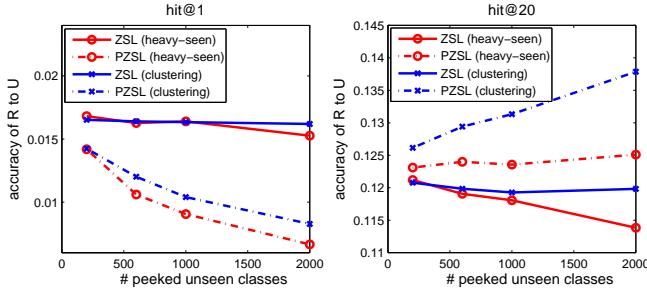 hit@1
ZSL (heavy−seen)
PZSL (heavy−seen)
ZSL (clustering)
PZSL (clustering)
accuracy of R to U
0.02
0.015
0.01
0
500
1000
1500
2000
# peeked unseen classes
hit@20
ZSL (heavy−seen)
PZSL (heavy−seen)
ZSL (clustering)
PZSL (clustering)
accuracy of R to U
0.145
0.14
0.135
0.13
0.125
0.12
0.115
0.11
0
500
1000
1500
2000
# peeked unseen classes